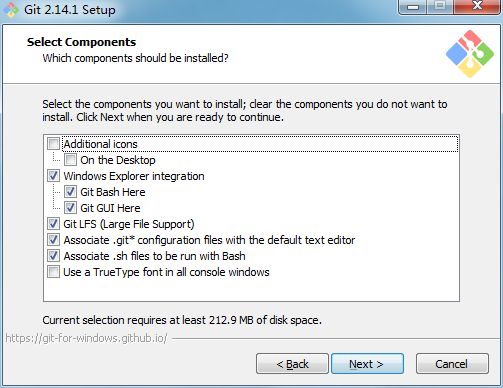 Git 2.14.1 Setup
Select Components
Which components should be installed?
Select the components you want to install; clear the components you do not want to
install. Click Next when you are ready to continue.
Additional icons
On the Desktop
Windows Explorer integration
Git Bash Here
Git GUI Here
Git LFS (Large File Support)
Associate .git* configuration files with the default text editor
Associate .sh files to be run with Bash
Use a TrueType font in all console windows
Current selection requires at least 212.9 MB of disk space.
https://git-for-windows.github.io/
< Back
Next >
Cancel